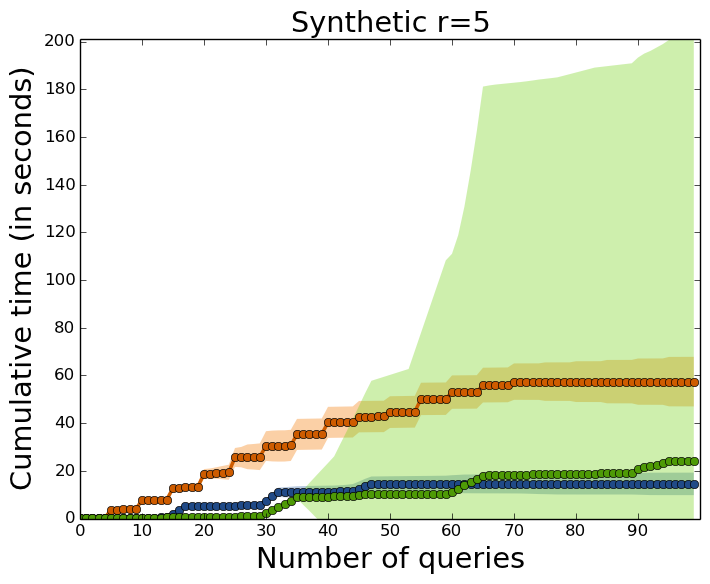 Synthetic r=5
Cumulative time (in seconds)
200
180
160
140
120
100
80
60
40
20
0
0 10 20 30 40 50 60 70 80 90
Number of queries